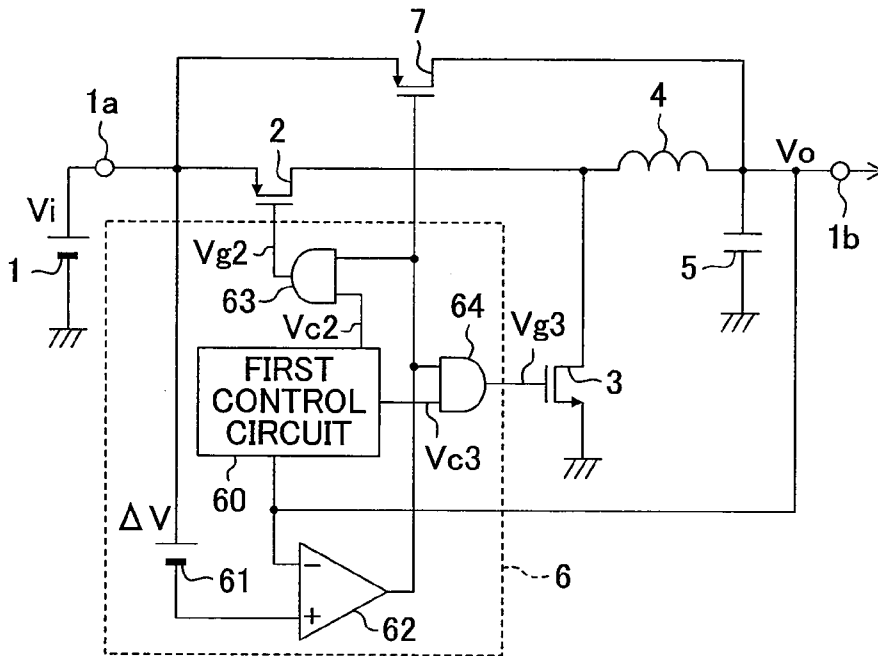 7
1a
2
4
Vo
Vi
1b
1
Vg2
5
63
64
Vc2
Vg3
FIRST
CONTROL
CIRCUIT
3
Vc3
60
ΔV
61
−
+
62
6